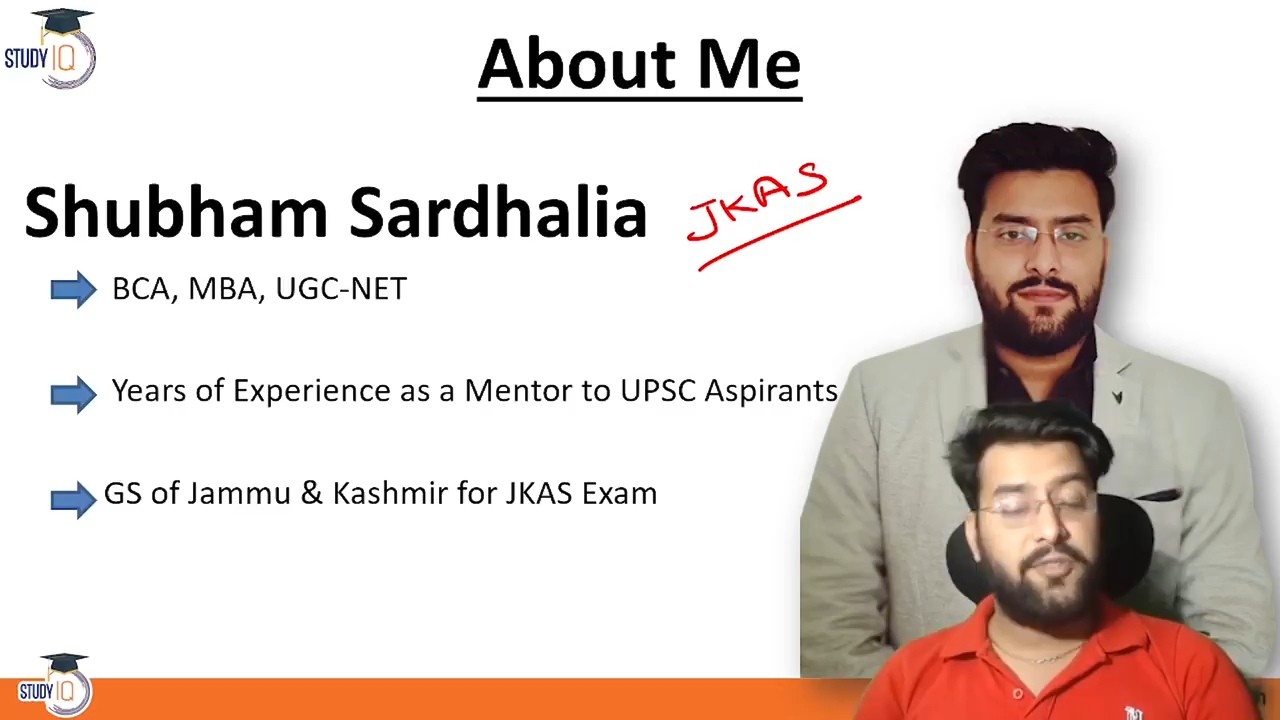 STUDY IQ
About Me
Shubham Sardhalia
JKAS
BCA, MBA, UGC-NET
Years of Experience as a Mentor to UPSC Aspirants
GS of Jammu & Kashmir for JKAS Exam
STUDY IQ